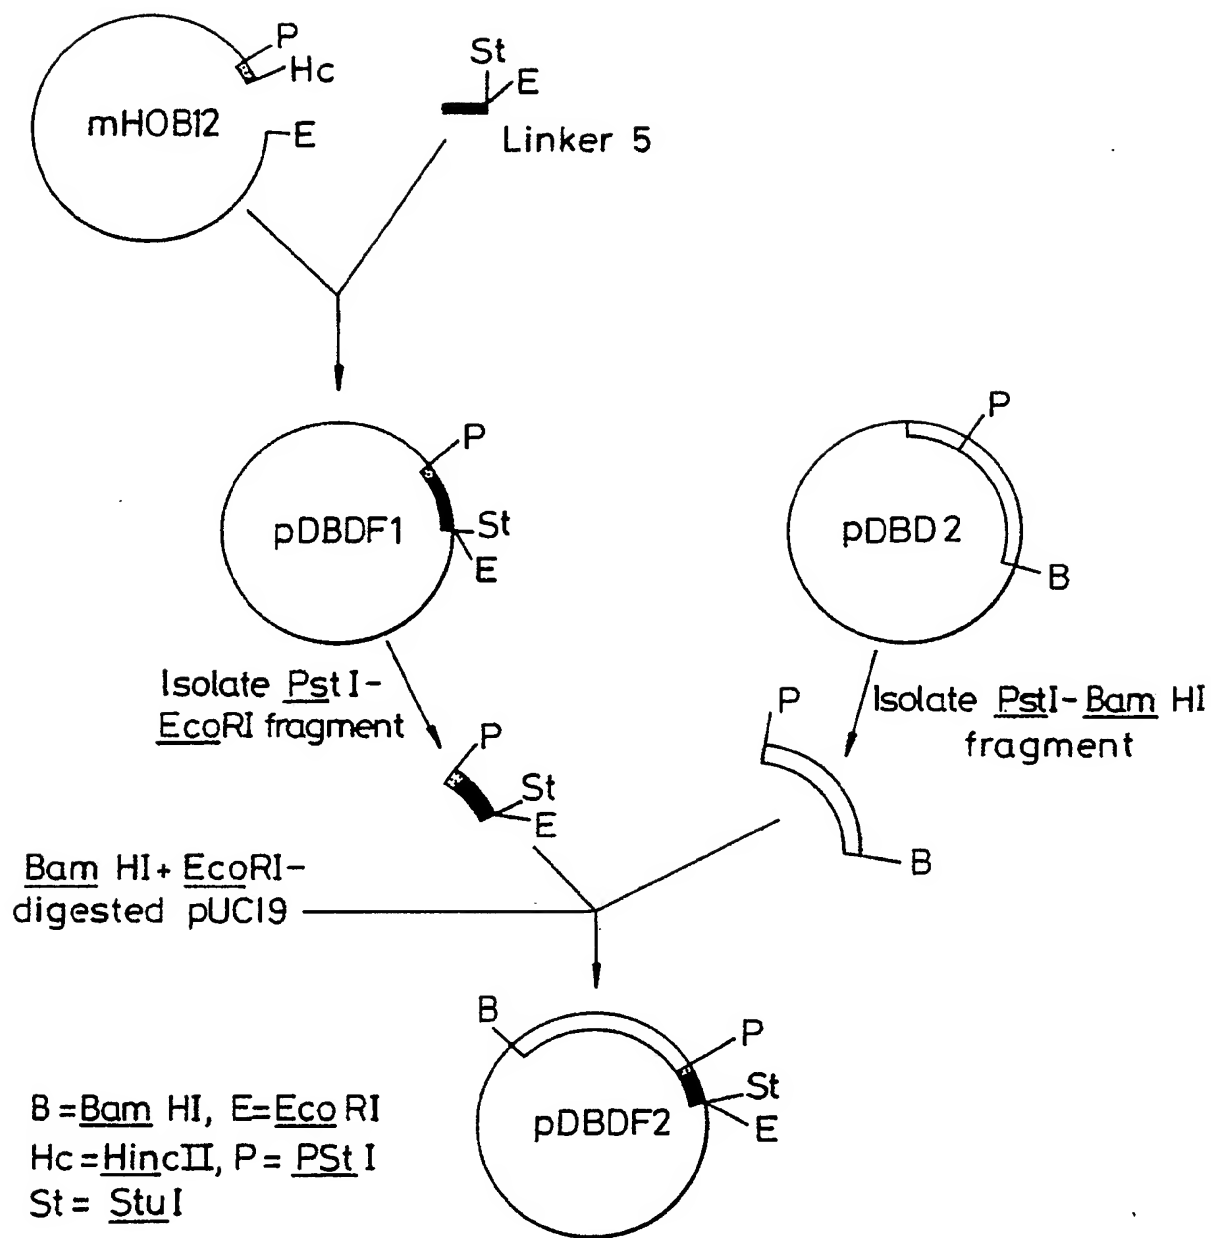 P
Hc
mHOB12
E
St
E
Linker 5
P
pDBDF1
St
E
P
pDBD2
B
Isolate PstI-
EcoRI fragment
P
St
E
Isolate PstI-Bam HI
fragment
P
B
Bam HI + EcoRI-
digested pUC19
B
P
St
E
pDBDF2
B = Bam HI, E = Eco RI
Hc = HincII, P = PSt I
St = Stu I